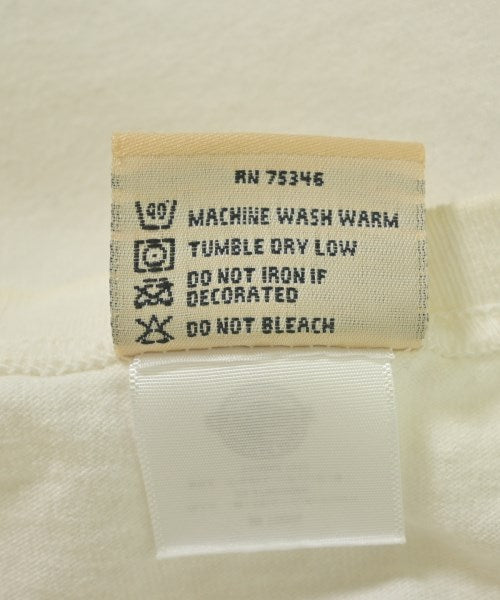 RN 75346
40 MACHINE WASH WARM
TUMBLE DRY LOW
DO NOT IRON IF
DECORATED
DO NOT BLEACH